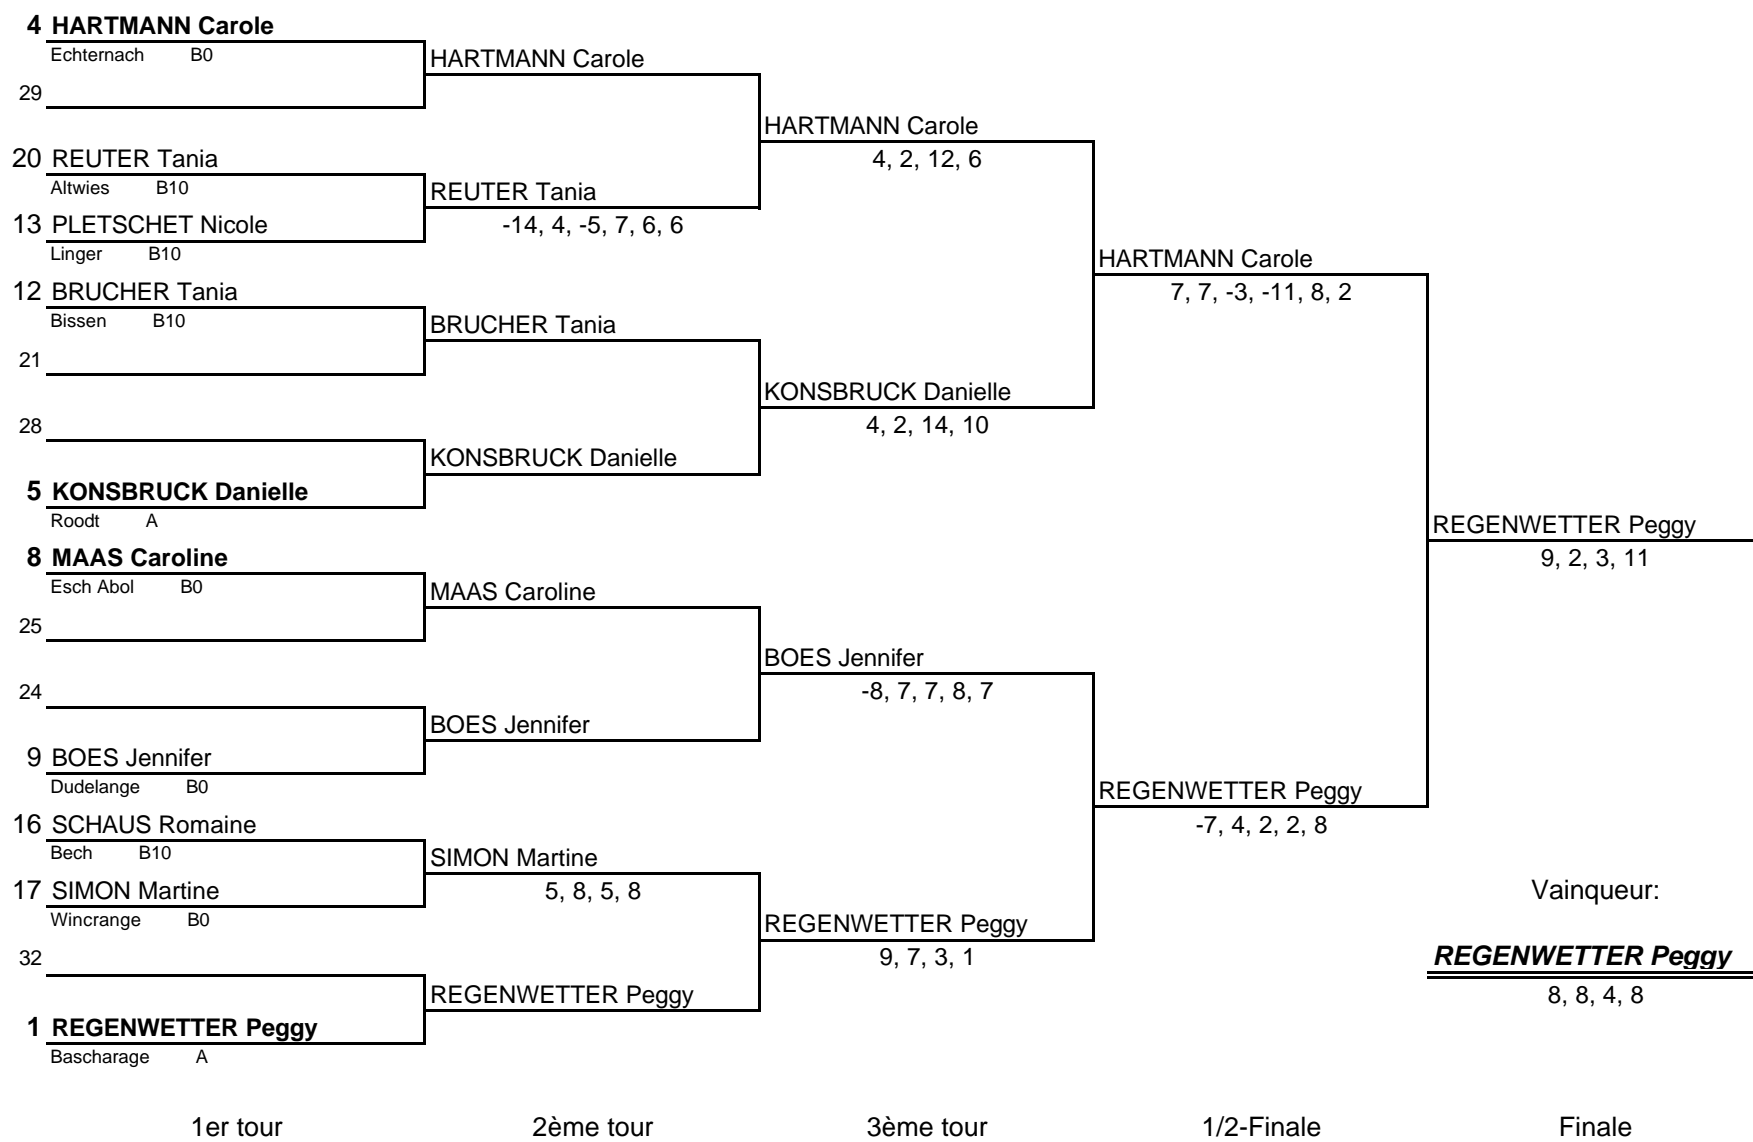 4 HARTMANN Carole
Echternach B0
HARTMANN Carole
29
HARTMANN Carole
4, 2, 12, 6
20 REUTER Tania
Altwies B10
REUTER Tania
-14, 4, -5, 7, 6, 6
13 PLETSCHET Nicole
Linger B10
HARTMANN Carole
7, 7, -3, -11, 8, 2
12 BRUCHER Tania
Bissen B10
BRUCHER Tania
21
KONSBRUCK Danielle
4, 2, 14, 10
28
KONSBRUCK Danielle
5 KONSBRUCK Danielle
Roodt A
REGENWETTER Peggy
9, 2, 3, 11
8 MAAS Caroline
Esch Abol B0
MAAS Caroline
25
BOES Jennifer
-8, 7, 7, 8, 7
24
BOES Jennifer
9 BOES Jennifer
Dudelange B0
REGENWETTER Peggy
-7, 4, 2, 2, 8
16 SCHAUS Romaine
Bech B10
SIMON Martine
5, 8, 5, 8
17 SIMON Martine
Wincrange B0
Vainqueur:
REGENWETTER Peggy
9, 7, 3, 1
32
REGENWETTER Peggy
8, 8, 4, 8
REGENWETTER Peggy
1 REGENWETTER Peggy
Bascharage A
1er tour 2ème tour 3ème tour 1/2-Finale Finale